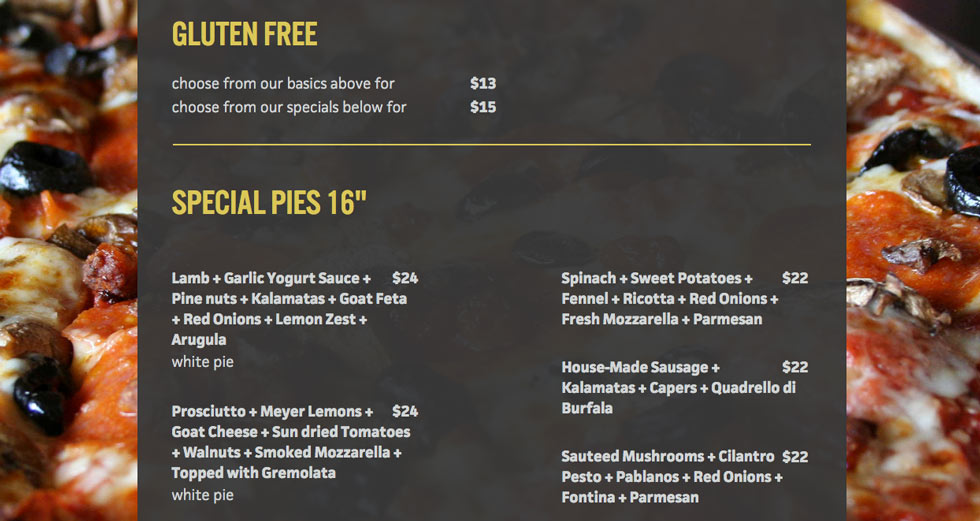 GLUTEN FREE
choose from our basics above for $13
choose from our specials below for $15
SPECIAL PIES 16"
Lamb + Garlic Yogurt Sauce + $24
Pine nuts + Kalamatas + Goat Feta
+ Red Onions + Lemon Zest +
Arugula
white pie
Prosciutto + Meyer Lemons + $24
Goat Cheese + Sun dried Tomatoes
+ Walnuts + Smoked Mozzarella +
Topped with Gremolata
white pie
Spinach + Sweet Potatoes + $22
Fennel + Ricotta + Red Onions +
Fresh Mozzarella + Parmesan
House-Made Sausage + $22
Kalamatas + Capers + Quadrello di
Burfala
Sauteed Mushrooms + Cilantro $22
Pesto + Pablanos + Red Onions +
Fontina + Parmesan